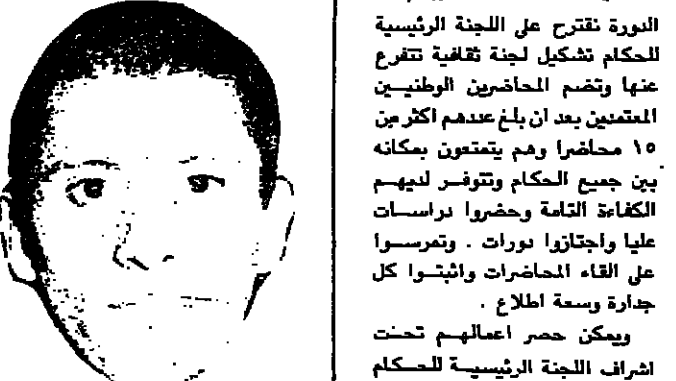 الدورة نقترح على اللجنة الرئيسية
للحكام تشكيل لجنة ثقافية تتفرع
عنها وتضم المحاضرين الوطنيين
المعتمدين بعد ان بلغ عددهم اكثر من
١٥ محاضرا وهم يتمتعون بمكانه
بين جميع الحكام وتتوفر لديهم
الكفاءة التامة وحضروا دراسات
عليا واجتازوا دورات . وتمرسوا
على القاء المحاضرات واثبتوا كل
جدارة وسعة اطلاع .
ويمكن حصر اعمالهم تحت
اشراف اللجنة الرئيسية للحكام